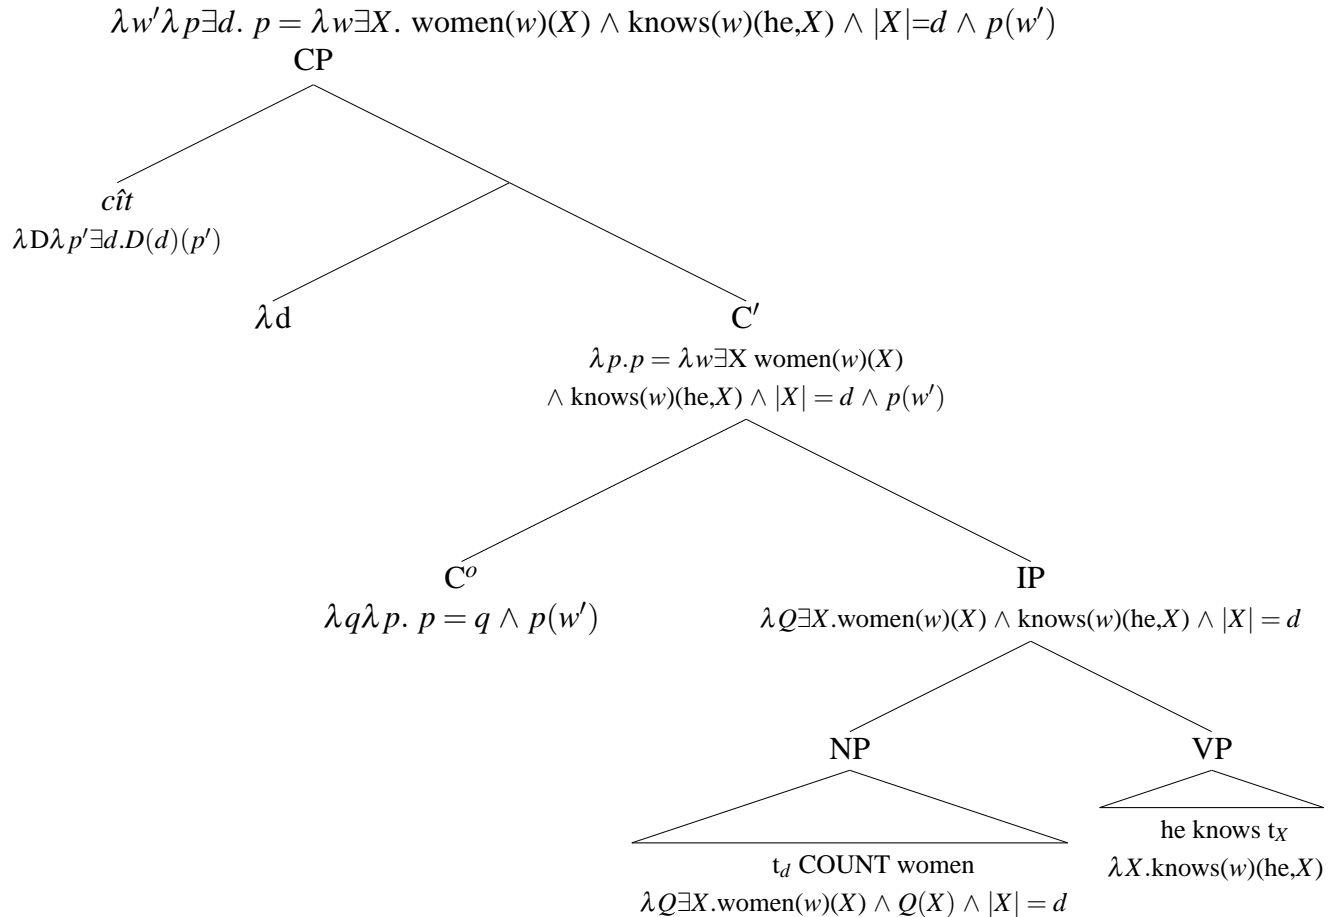 λw′λp∃d. p = λw∃X. women(w)(X) ∧ knows(w)(he,X) ∧ |X|=d ∧ p(w′)
CP
cît
λDλp′∃d.D(d)(p′)
λd
C′
λp.p = λw∃X women(w)(X)
∧ knows(w)(he,X) ∧ |X| = d ∧ p(w′)
Cᵒ
λqλp. p = q ∧ p(w′)
IP
λQ∃X.women(w)(X) ∧ knows(w)(he,X) ∧ |X| = d
NP
VP
t_d COUNT women
λQ∃X.women(w)(X) ∧ Q(X) ∧ |X| = d
he knows t_X
λX.knows(w)(he,X)